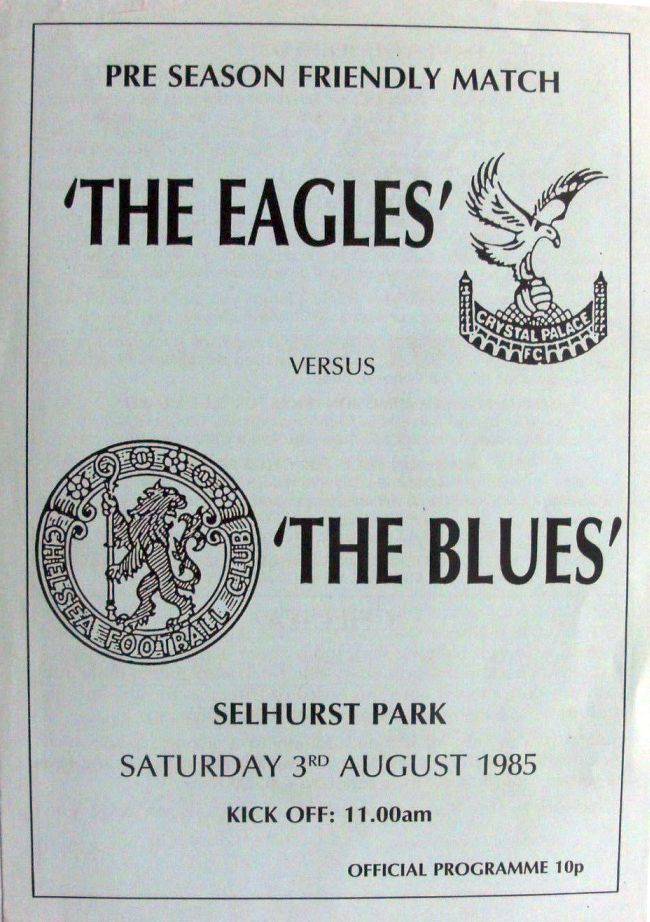 PRE SEASON FRIENDLY MATCH
'THE EAGLES'
CRYSTAL PALACE
FC
VERSUS
CHELSEA FOOTBALL CLUB
'THE BLUES'
SELHURST PARK
SATURDAY 3RD AUGUST 1985
KICK OFF: 11.00am
OFFICIAL PROGRAMME 10p